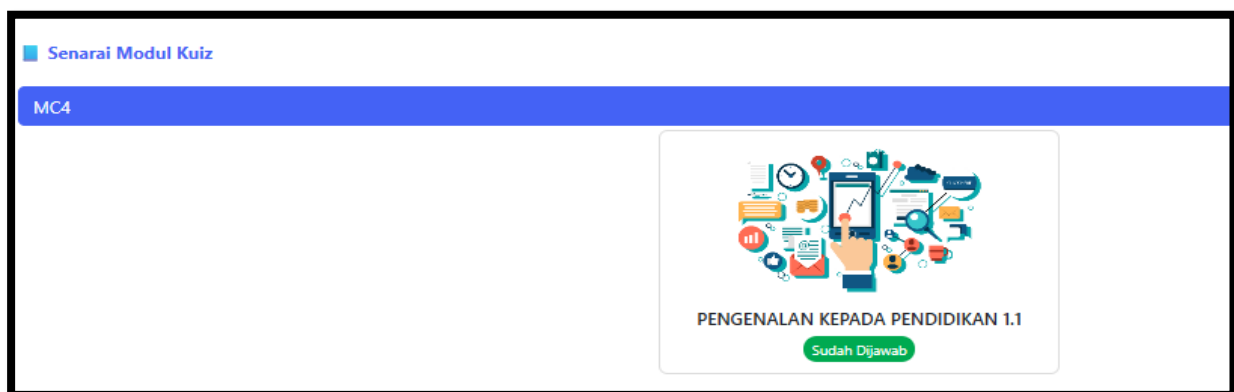 Senarai Modul Kuiz
MC4
PENGENALAN KEPADA PENDIDIKAN 1.1
Sudah Dijawab